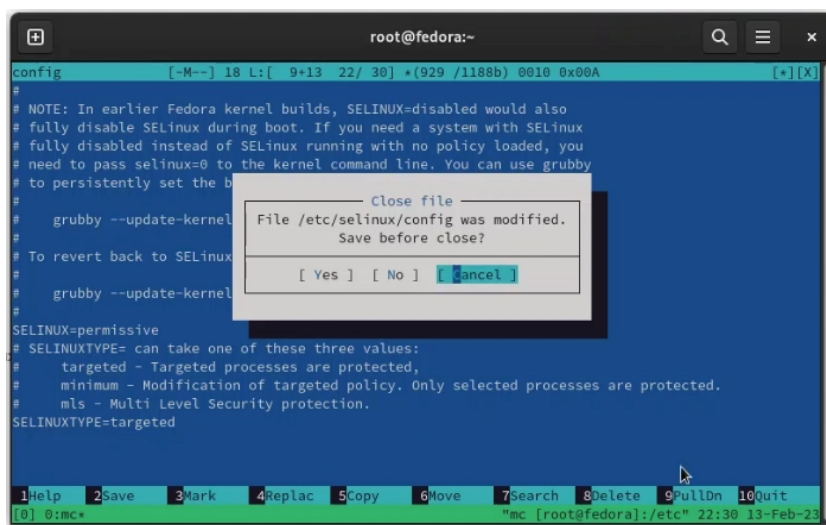 root@fedora:~
config [-M--] 18 L:[ 9+13 22/ 30] *(929 /1188b) 0010 0x00A [*][X]
#
# NOTE: In earlier Fedora kernel builds, SELINUX=disabled would also
# fully disable SELinux during boot. If you need a system with SELinux
# fully disabled instead of SELinux running with no policy loaded, you
# need to pass selinux=0 to the kernel command line. You can use grubby
# to persistently set the b
#
# grubby --update-kernel
#
# To revert back to SELinux
#
# grubby --update-kernel
#
Close file
File /etc/selinux/config was modified.
Save before close?
[ Yes ] [ No ] [ Cancel ]
SELINUX=permissive
# SELINUXTYPE= can take one of these three values:
# targeted - Targeted processes are protected,
# minimum - Modification of targeted policy. Only selected processes are protected.
# mls - Multi Level Security protection.
SELINUXTYPE=targeted
1Help 2Save 3Mark 4Replac 5Copy 6Move 7Search 8Delete 9PullDn 10Quit
[0] 0:mc* "mc [root@fedora]:/etc" 22:30 13-Feb-23